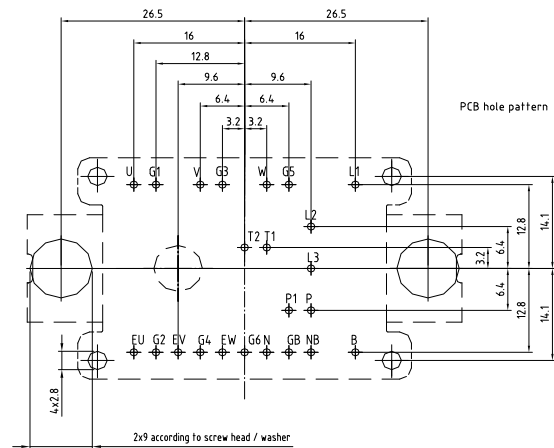 26.5 26.5
16 16
12.8
9.6 9.6
6.4 6.4
3.2 3.2
PCB hole pattern
U G1 V G3 W G5 L1
L2
T2 T1
L3
P1 P
EU G2 EV G4 EW G6 N GB NB B
3.2 6.4 12.8 14.1
6.4 12.8 14.1
4x2.8
2x9 according to screw head / washer